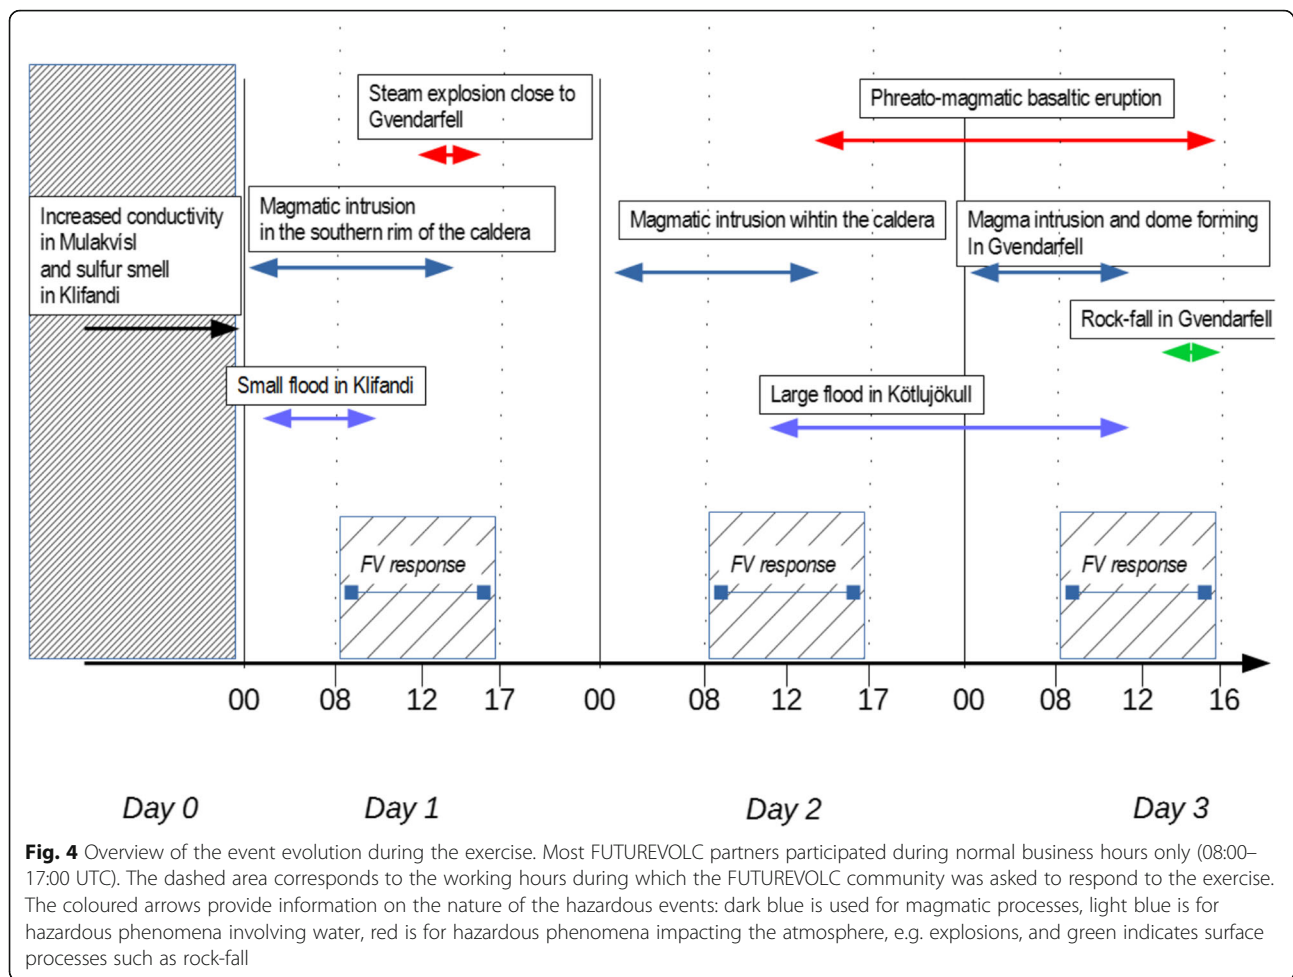 Steam explosion close to
Gvendarfell
Phreato-magmatic basaltic eruption
Increased conductivity
in Mulakvisl
and sulfur smell
in Klifandi
Magmatic intrusion
in the southern rim of the caldera
Magmatic intrusion wihtin the caldera
Magma intrusion and dome forming
In Gvendarfell
Rock-fall in Gvendarfell
Small flood in Klifandi
Large flood in Kötlujökull
FV response
FV response
FV response
00 08 12 17 00 08 12 17 00 08 12 16
Day 0 Day 1 Day 2 Day 3
Fig. 4 Overview of the event evolution during the exercise. Most FUTUREVOLC partners participated during normal business hours only (08:00–
17:00 UTC). The dashed area corresponds to the working hours during which the FUTUREVOLC community was asked to respond to the exercise.
The coloured arrows provide information on the nature of the hazardous events: dark blue is used for magmatic processes, light blue is for
hazardous phenomena involving water, red is for hazardous phenomena impacting the atmosphere, e.g. explosions, and green indicates surface
processes such as rock-fall